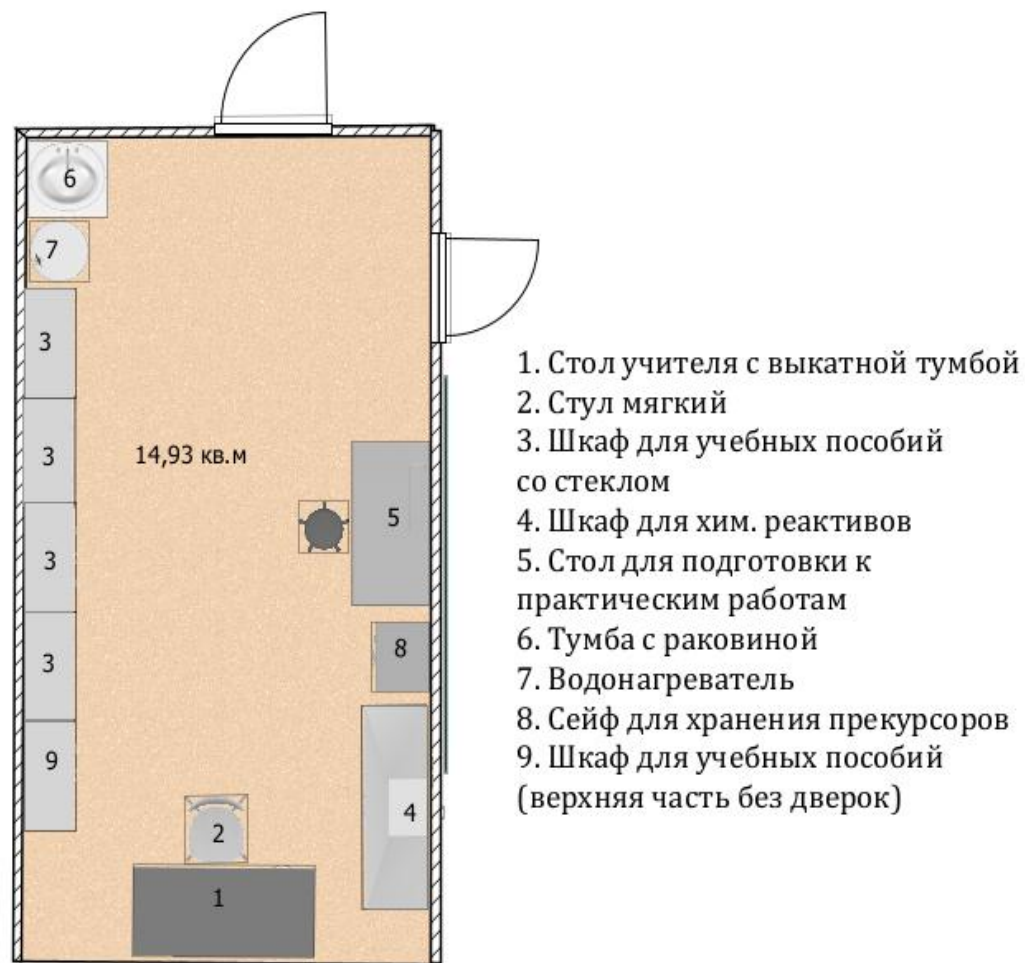 6
7
3
3
14,93 кв.м
5
3
3
8
9
4
2
1
1. Стол учителя с выкатной тумбой
2. Стул мягкий
3. Шкаф для учебных пособий
со стеклом
4. Шкаф для хим. реактивов
5. Стол для подготовки к
практическим работам
6. Тумба с раковиной
7. Водонагреватель
8. Сейф для хранения прекурсоров
9. Шкаф для учебных пособий
(верхняя часть без дверок)